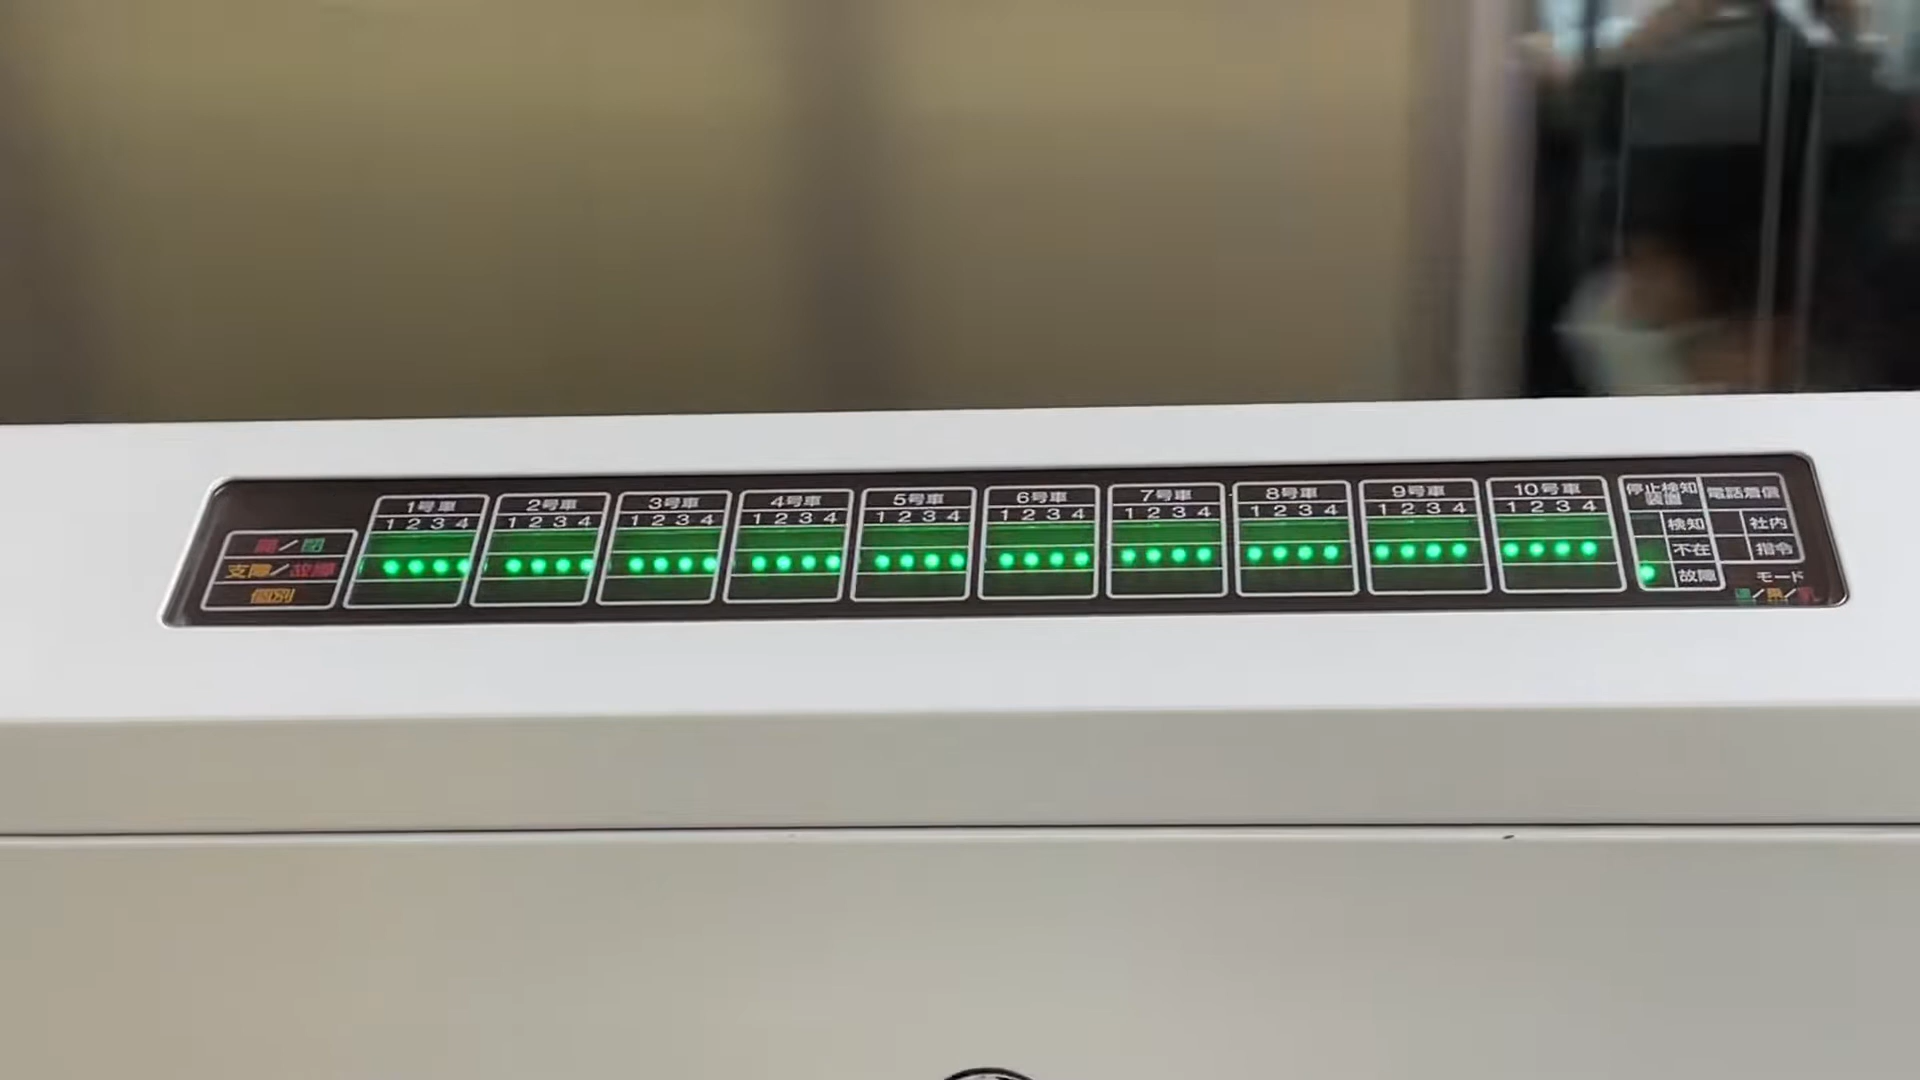 1号車 2号車 3号車 4号車 5号車 6号車 7号車 8号車 9号車 10号車 停止検知装置 電話着信
1 2 3 4 1 2 3 4 1 2 3 4 1 2 3 4 1 2 3 4 1 2 3 4 1 2 3 4 1 2 3 4 1 2 3 4 1 2 3 4
検知 社内
開／閉 不在 指令
支障／故障 故障 モード
個別